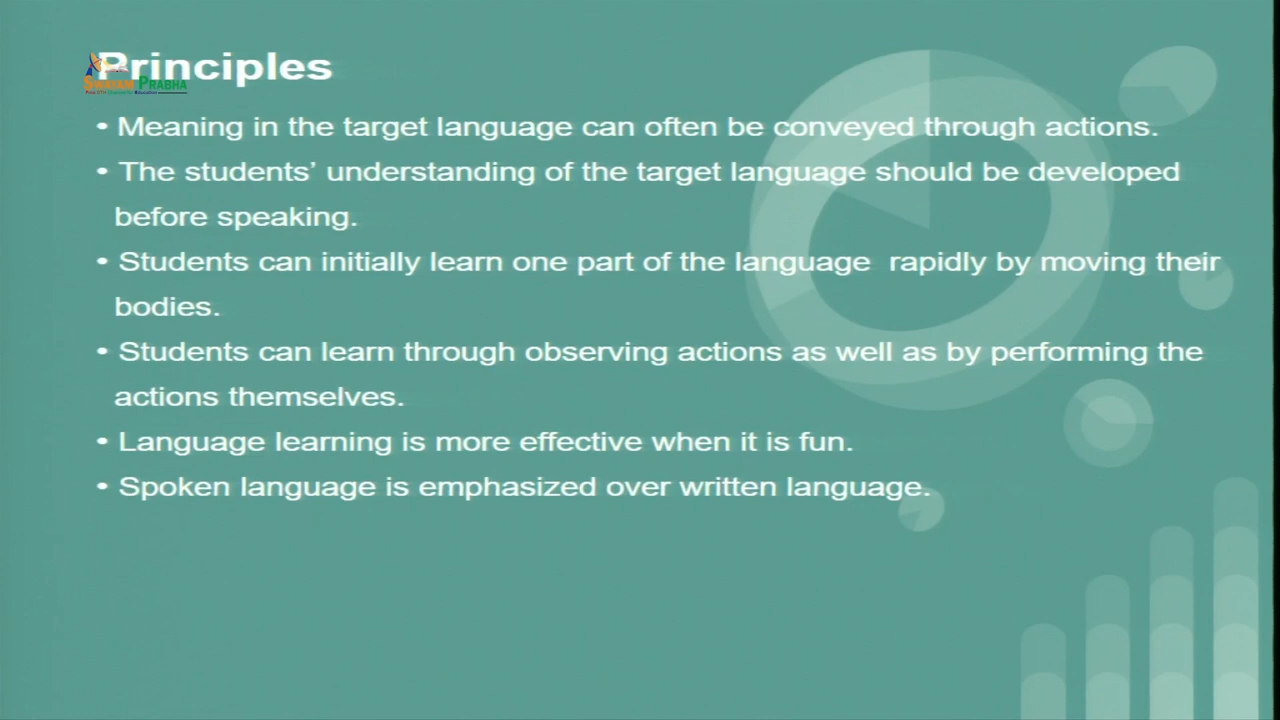 Principles
SWAYAM PRABHA
• Meaning in the target language can often be conveyed through actions.
• The students’ understanding of the target language should be developed
before speaking.
• Students can initially learn one part of the language rapidly by moving their
bodies.
• Students can learn through observing actions as well as by performing the
actions themselves.
• Language learning is more effective when it is fun.
• Spoken language is emphasized over written language.